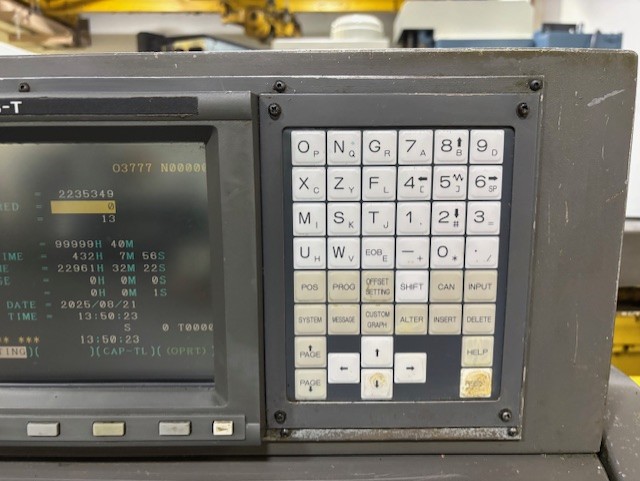 -T
O3777 N0000
= 2235349
RED = 0
= 13
= 99999H 40M
TIME = 432H 7M 56S
ME = 22961H 32M 22S
SE = 0H 0M 0S
= 0H 0M 1S
DATE = 2025/08/21
TIME = 13:50:23
S 0 T0000
*** *** 13:50:23
ING)( )(CAP-TL)(OPRT)
OP NQ GR 7A 8B 9D
XC ZY FL 4[ 5] 6SP
MI SK TJ 1, 2# 3=
UH WV EOBE -+ 0* ./
POS PROG OFFSET SETTING SHIFT CAN INPUT
SYSTEM MESSAGE CUSTOM GRAPH ALTER INSERT DELETE
PAGE HELP
PAGE